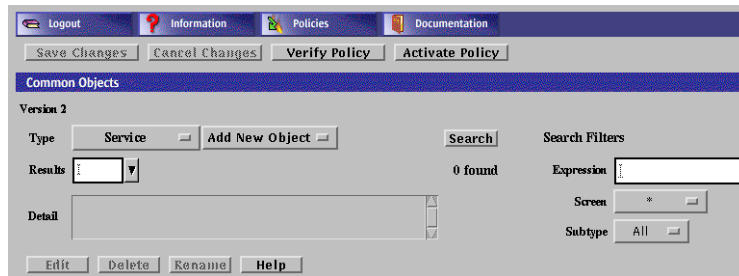 Logout Information Policies Documentation
Save Changes Cancel Changes Verify Policy Activate Policy
Common Objects
Version 2
Type Service Add New Object Search Search Filters
Results 0 found Expression
Screen *
Detail
Subtype All
Edit Delete Rename Help